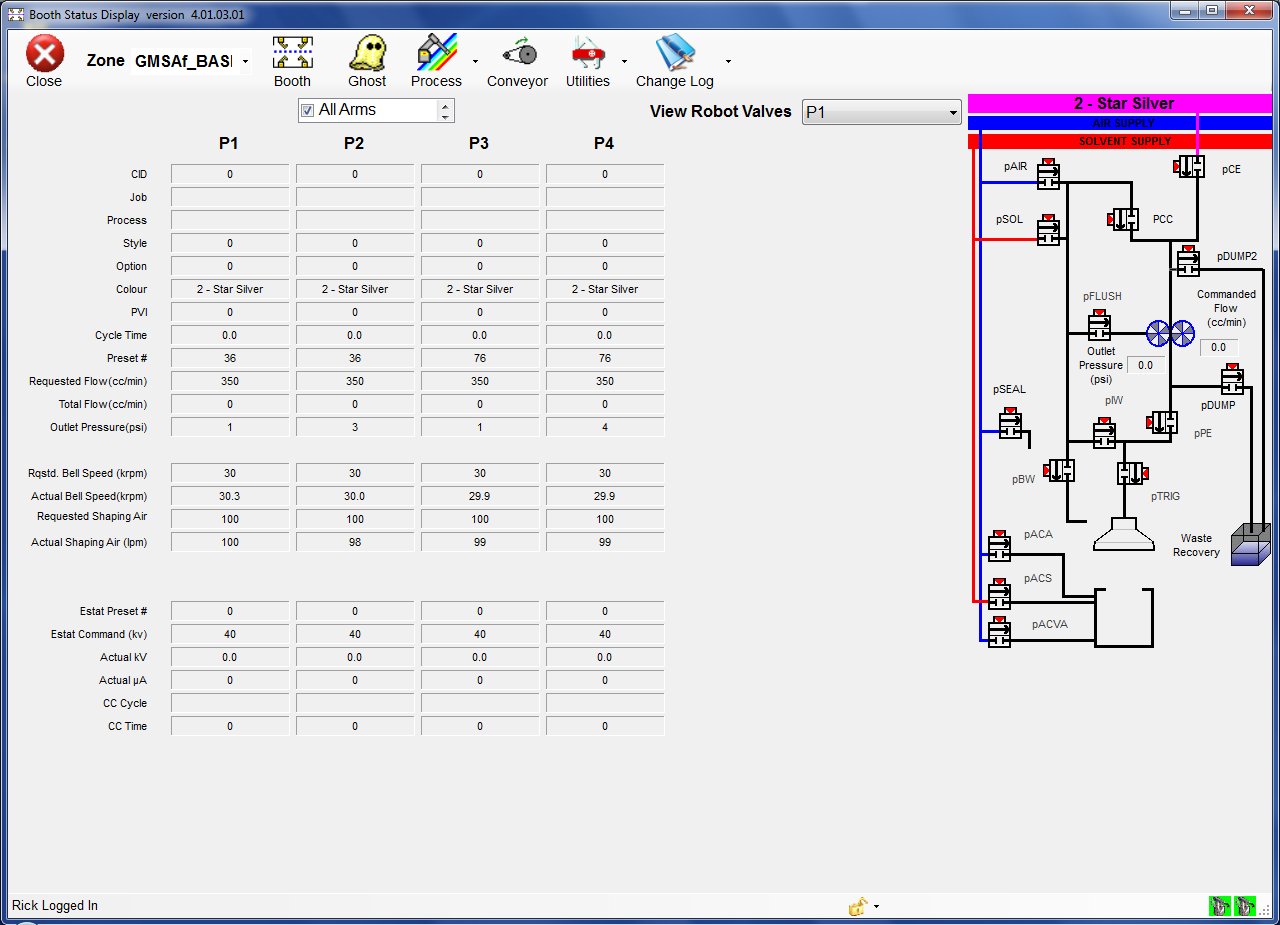 Booth Status Display version 4.01.03.01
Close
Zone GMSAf_BASI
Booth
Ghost
Process
Conveyor
Utilities
Change Log
All Arms
View Robot Valves P1
P1 P2 P3 P4
CID 0 0 0 0
Job
Process
Style 0 0 0 0
Option 0 0 0 0
Colour 2 - Star Silver 2 - Star Silver 2 - Star Silver 2 - Star Silver
PVI 0 0 0 0
Cycle Time 0.0 0.0 0.0 0.0
Preset # 36 36 76 76
Requested Flow(cc/min) 350 350 350 350
Total Flow(cc/min) 0 0 0 0
Outlet Pressure(psi) 1 3 1 4
Rqstd. Bell Speed (krpm) 30 30 30 30
Actual Bell Speed(krpm) 30.3 30.0 29.9 29.9
Requested Shaping Air 100 100 100 100
Actual Shaping Air (lpm) 100 98 99 99
Estat Preset # 0 0 0 0
Estat Command (kv) 40 40 40 40
Actual kV 0.0 0.0 0.0 0.0
Actual µA 0 0 0 0
CC Cycle
CC Time 0 0 0 0
2 - Star Silver
AIR SUPPLY
SOLVENT SUPPLY
pAIR
pCE
pSOL
PCC
pDUMP2
pFLUSH
Commanded
Flow
(cc/min)
0.0
Outlet
Pressure
(psi)
0.0
pSEAL
pIW
pDUMP
pPE
pBW
pTRIG
pACA
Waste
Recovery
pACS
pACVA
Rick Logged In